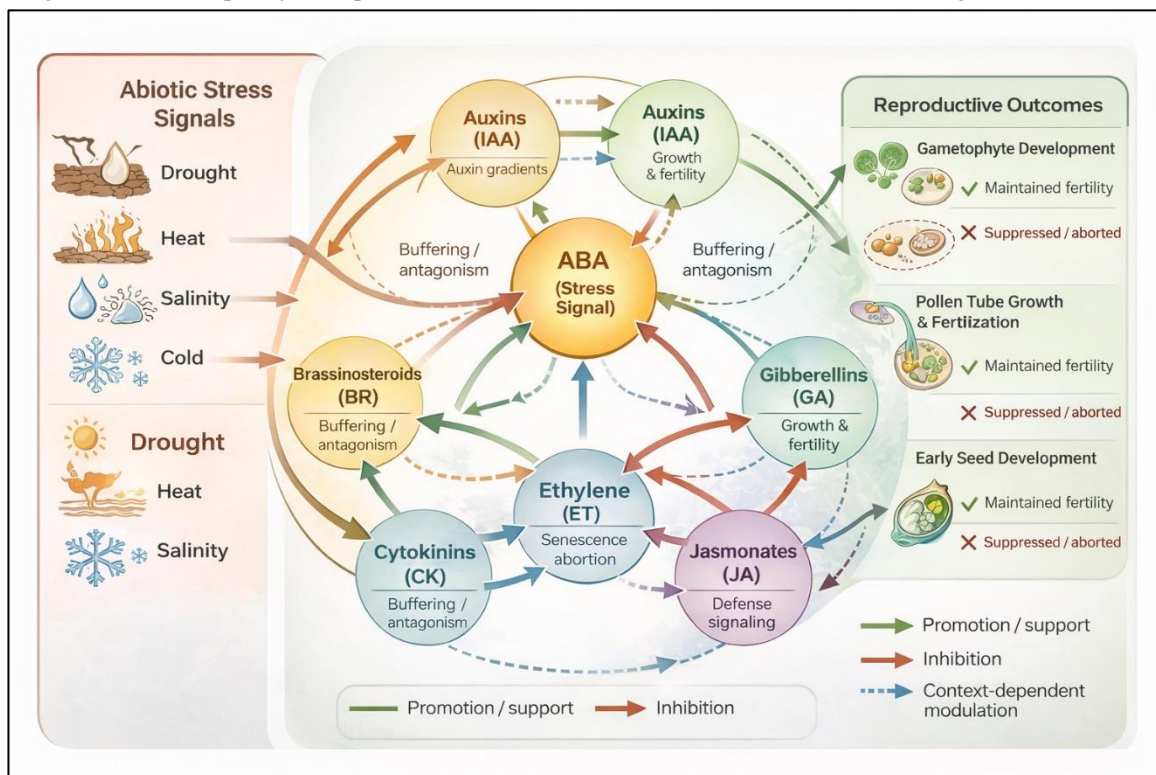 Abiotic Stress
Signals
Drought
Heat
Salinity
Cold
Drought
Heat
Salinity
Auxins
(IAA)
Auxin gradients
Auxins
(IAA)
Growth
& fertility
Buffering /
antagonism
ABA
(Stress
Signal)
Buffering /
antagonism
Brassinosteroids
(BR)
Buffering /
antagonism
Gibberellins
(GA)
Growth &
fertility
Ethylene
(ET)
Senescence
abortion
Cytokinins
(CK)
Buffering /
antagonism
Jasmonates
(JA)
Defense
signaling
Promotion / support
Inhibition
Reproductive Outcomes
Gametophyte Development
✓ Maintained fertility
✗ Suppressed / aborted
Pollen Tube Growth
& Fertilization
✓ Maintained fertility
✗ Suppressed / aborted
Early Seed Development
✓ Maintained fertility
✗ Suppressed / aborted
Promotion / support
Inhibition
Context-dependent
modulation